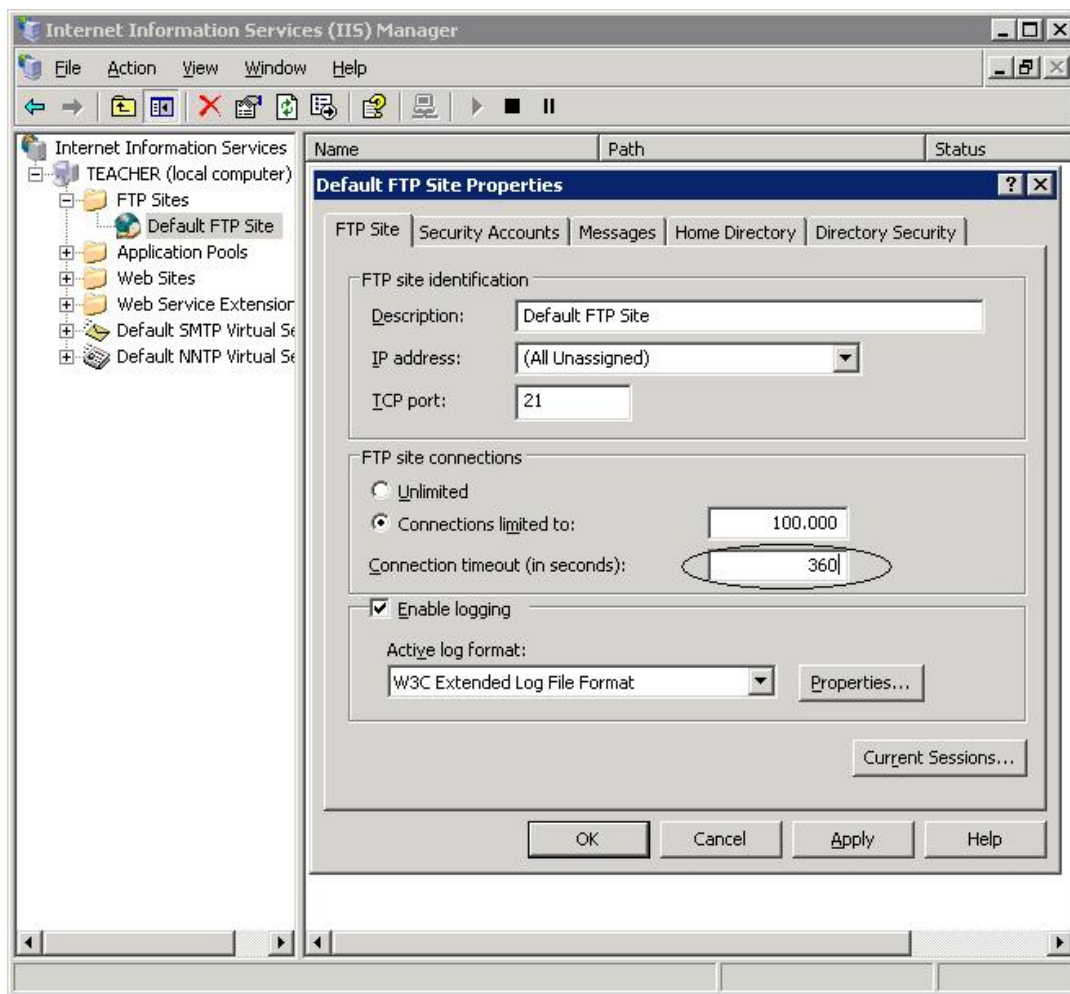 Internet Information Services (IIS) Manager
File Action View Window Help
Internet Information Services
TEACHER (local computer)
FTP Sites
Default FTP Site
Application Pools
Web Sites
Web Service Extension
Default SMTP Virtual Se
Default NNTP Virtual Se
Name Path Status
Default FTP Site Properties
FTP Site Security Accounts Messages Home Directory Directory Security
FTP site identification
Description: Default FTP Site
IP address: (All Unassigned)
TCP port: 21
FTP site connections
Unlimited
Connections limited to: 100.000
Connection timeout (in seconds): 360
Enable logging
Active log format:
W3C Extended Log File Format Properties...
Current Sessions...
OK Cancel Apply Help